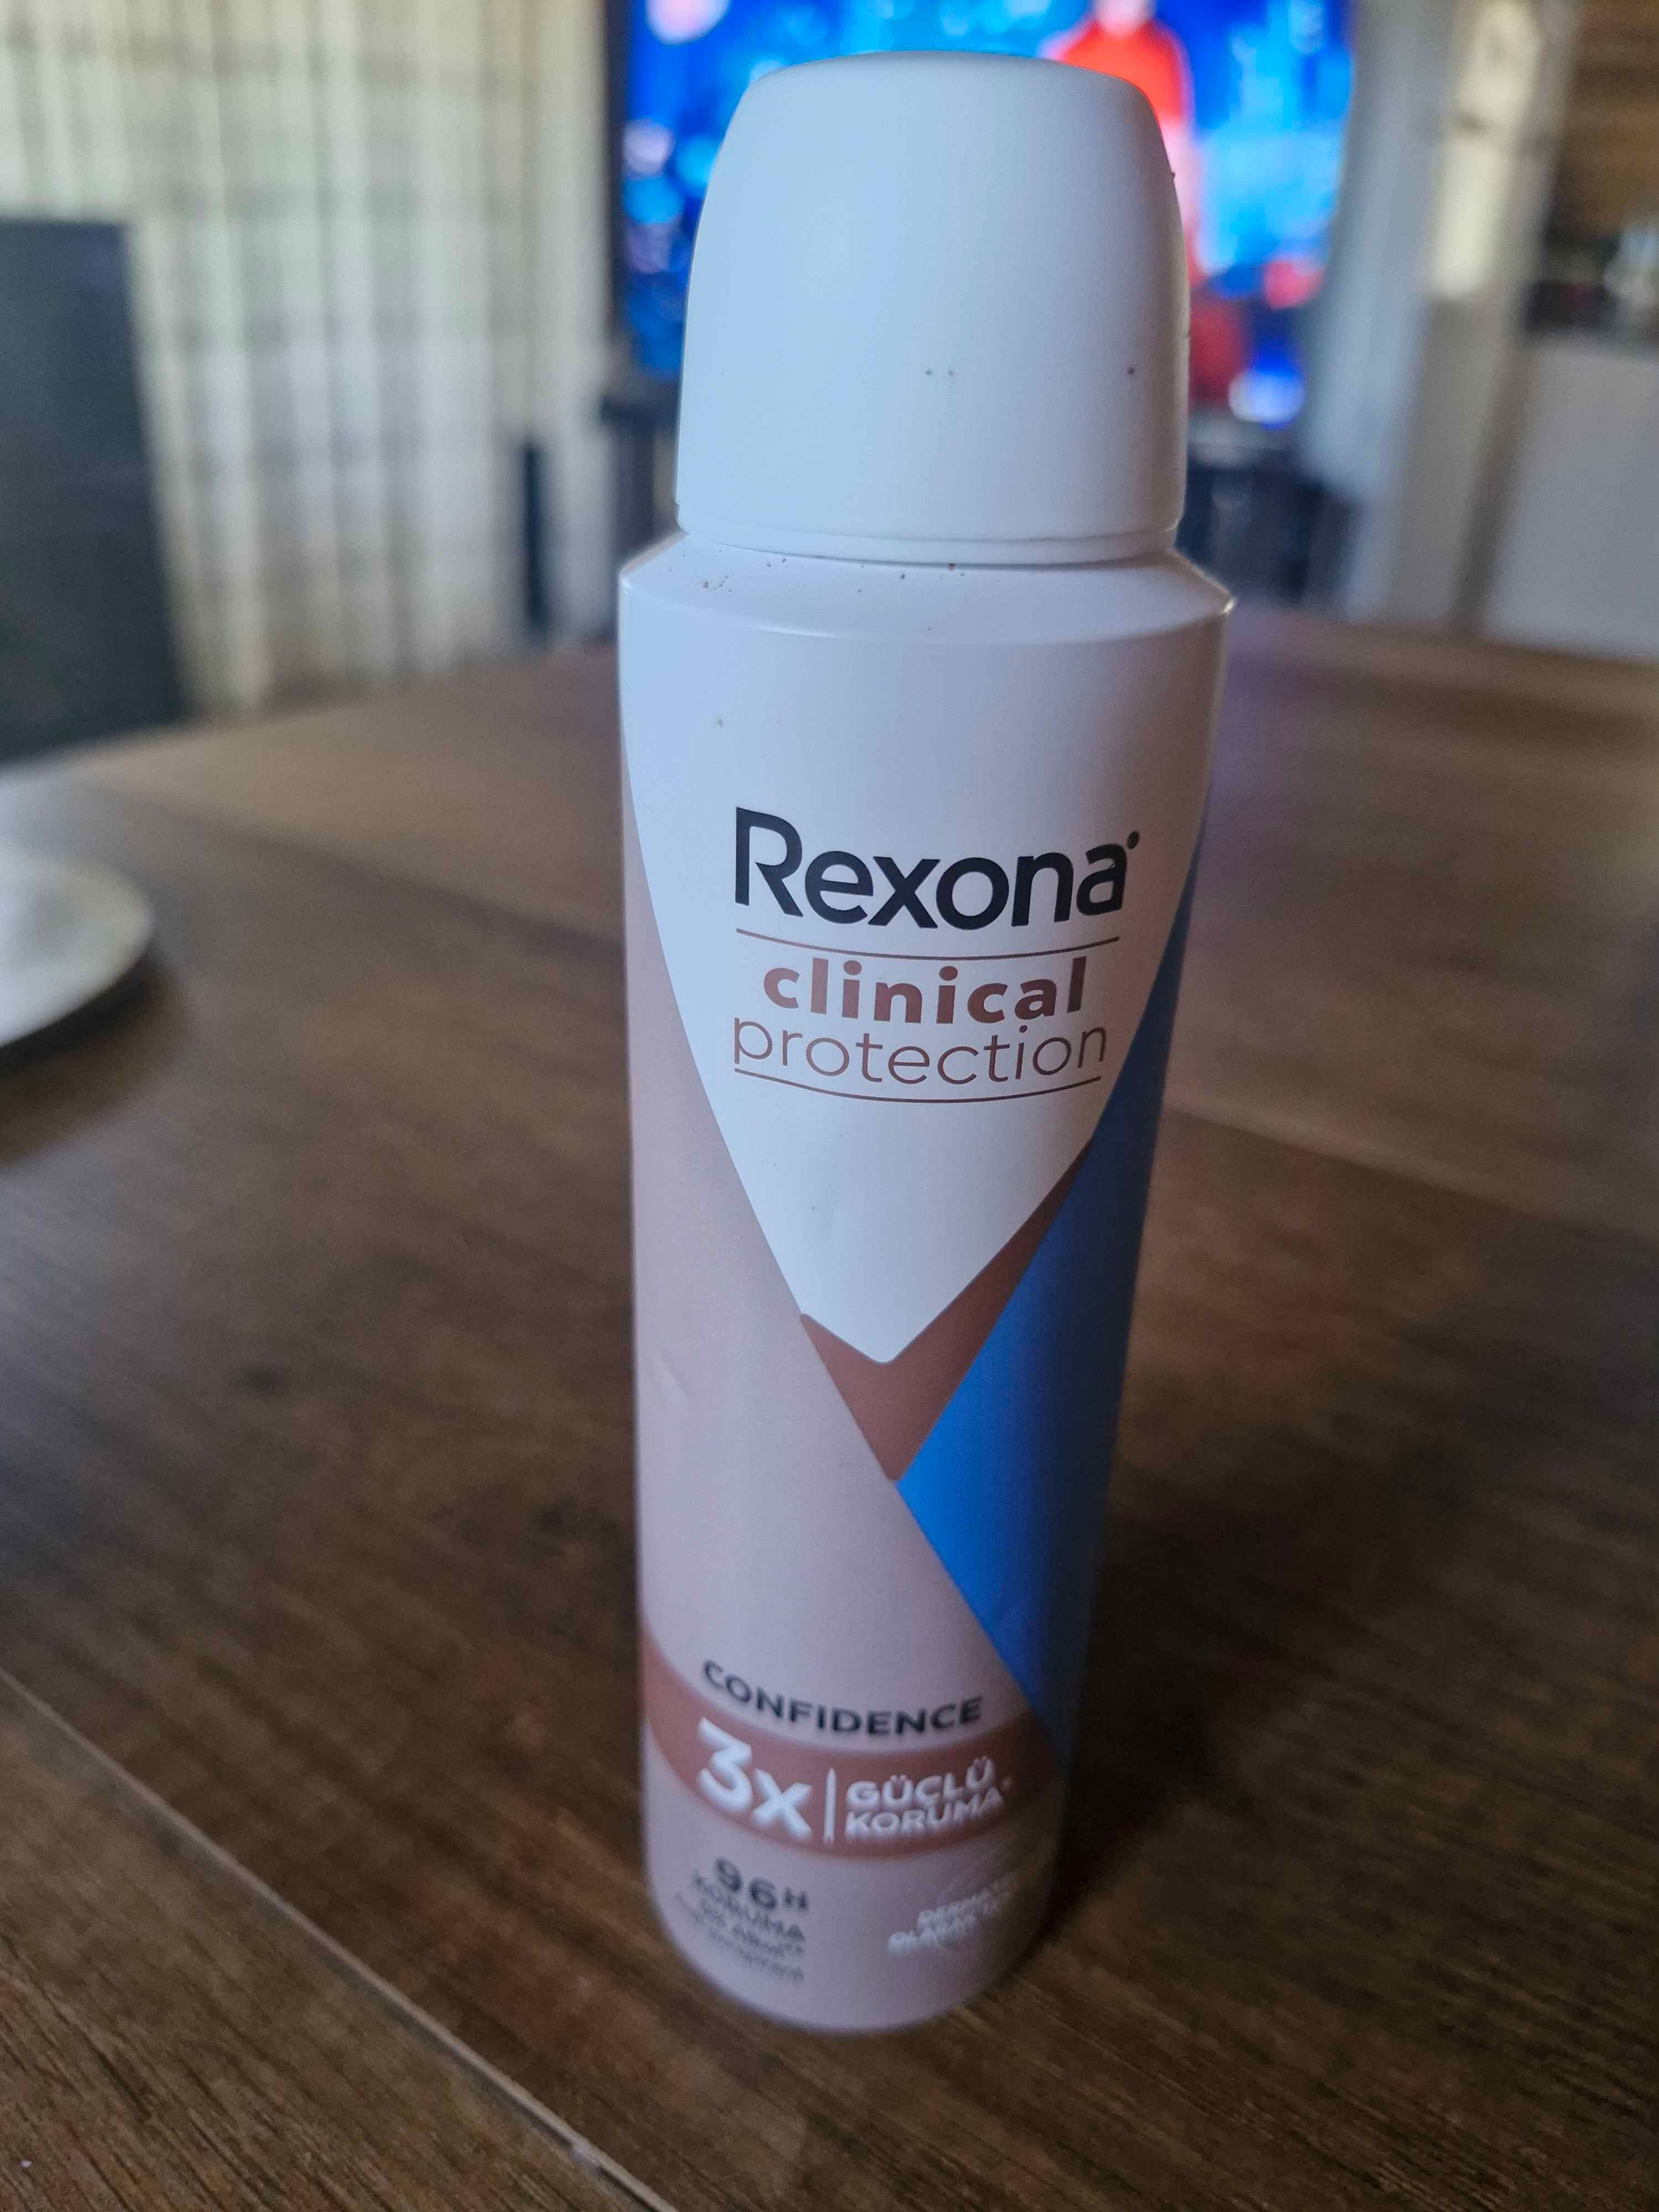 Rexona
clinical
protection
CONFIDENCE
3x GÜÇLÜ
KORUMA*
96H
KORUMA